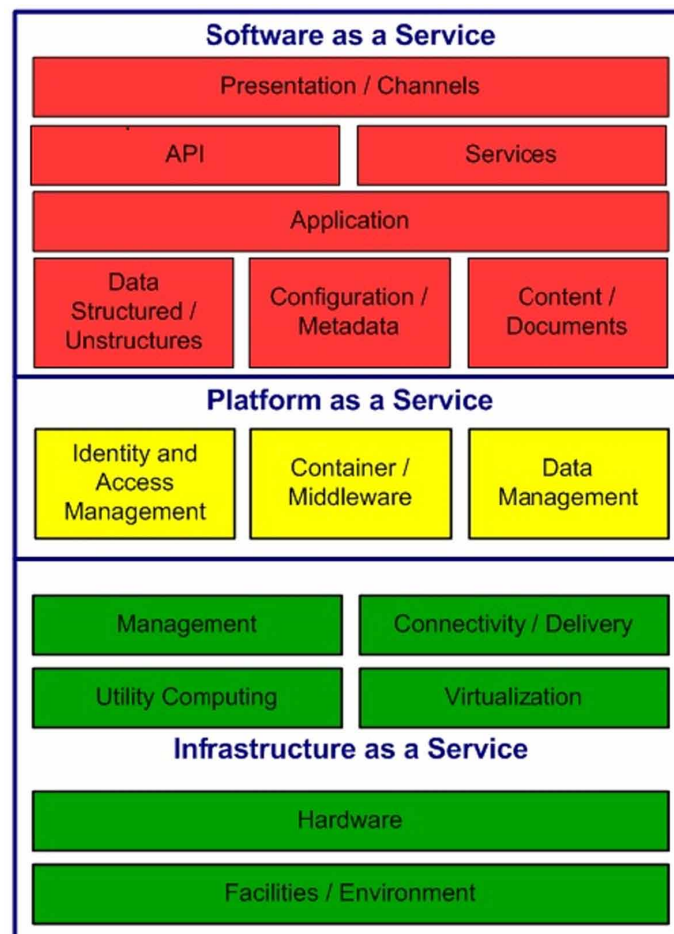 Software as a Service
Presentation / Channels
API
Services
Application
Data
Structured /
Unstructures
Configuration /
Metadata
Content /
Documents
Platform as a Service
Identity and
Access
Management
Container /
Middleware
Data
Management
Management
Connectivity / Delivery
Utility Computing
Virtualization
Infrastructure as a Service
Hardware
Facilities / Environment